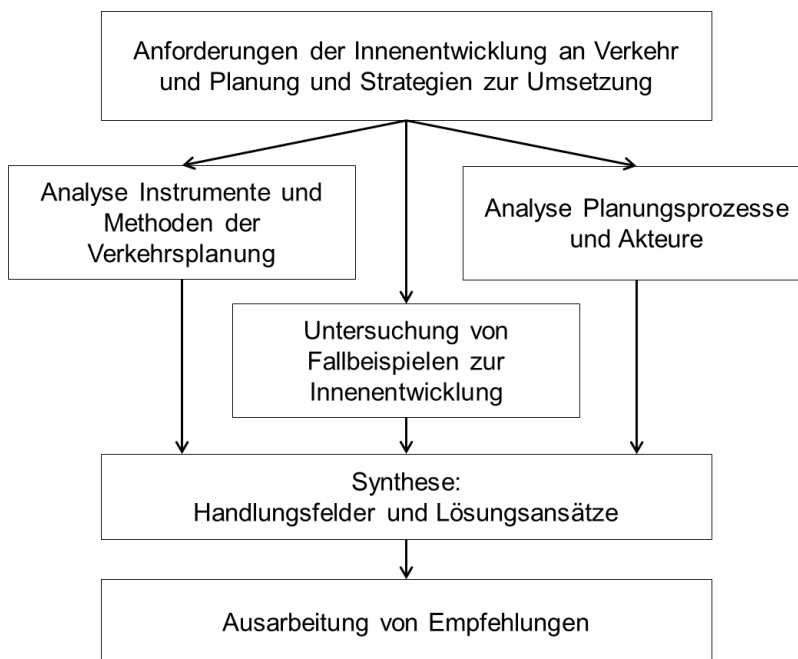 Anforderungen der Innenentwicklung an Verkehr
und Planung und Strategien zur Umsetzung
Analyse Instrumente und
Methoden der
Verkehrsplanung
Analyse Planungsprozesse
und Akteure
Untersuchung von
Fallbeispielen zur
Innenentwicklung
Synthese:
Handlungsfelder und Lösungsansätze
Ausarbeitung von Empfehlungen